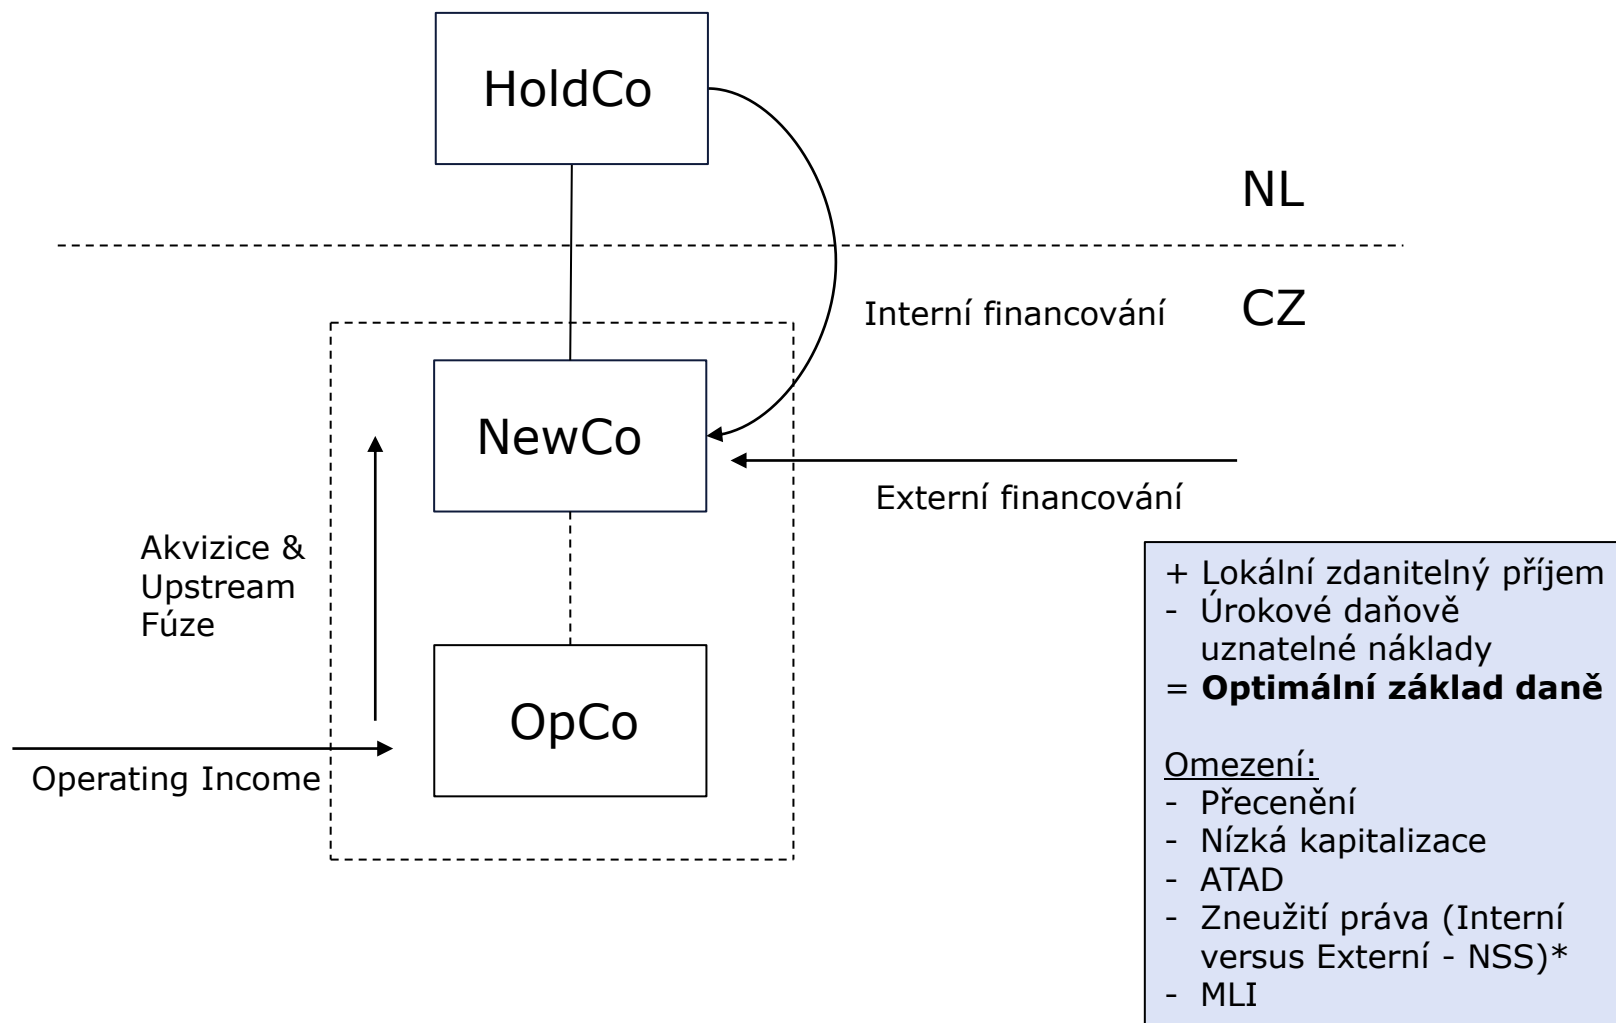 HoldCo
NL
CZ
Interní financování
NewCo
Externí financování
Akvizice &
Upstream
Fúze
OpCo
Operating Income
+ Lokální zdanitelný příjem
- Úrokové daňově
uznatelné náklady
= Optimální základ daně
Omezení:
- Přecenění
- Nízká kapitalizace
- ATAD
- Zneužití práva (Interní
versus Externí - NSS)*
- MLI